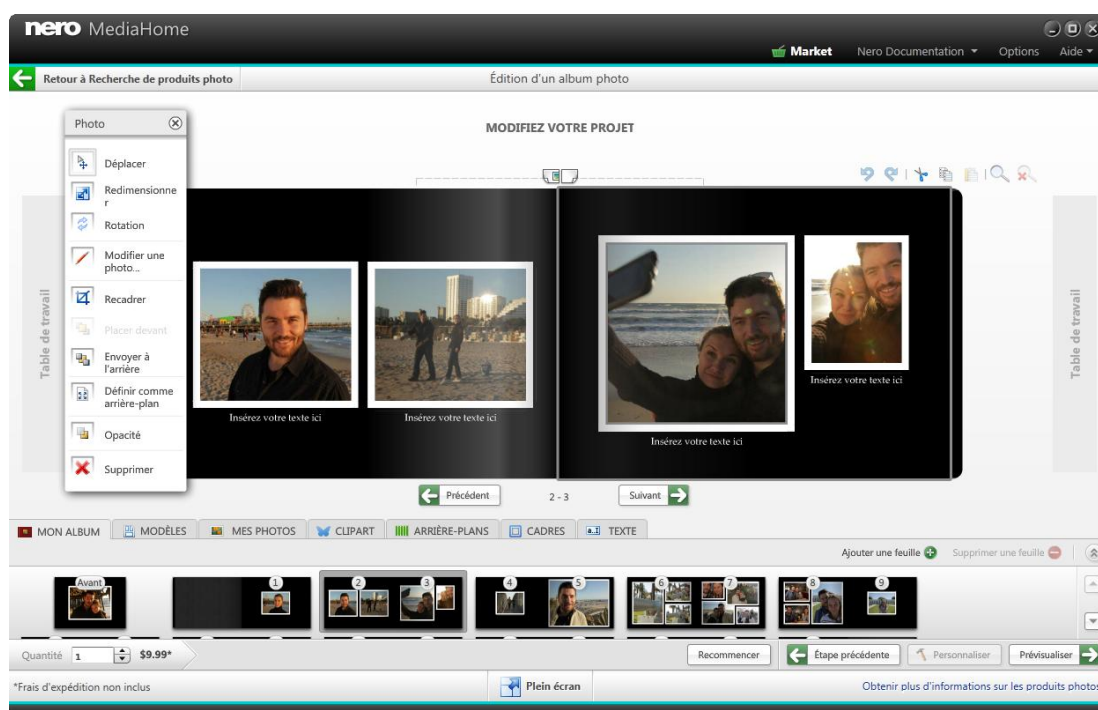 nero MediaHome
Market Nero Documentation Options Aide
Retour à Recherche de produits photo
Édition d'un album photo
MODIFIEZ VOTRE PROJET
Photo
Déplacer
Redimensionne
r
Rotation
Modifier une
photo...
Recadrer
Placer devant
Envoyer à
l'arrière
Définir comme
arrière-plan
Opacité
Supprimer
Table de travail
Insérez votre texte ici
Insérez votre texte ici
Insérez votre texte ici
Insérez votre texte ici
Table de travail
Précédent
2 - 3
Suivant
MON ALBUM MODÈLES MES PHOTOS CLIPART ARRIÈRE-PLANS CADRES TEXTE
Ajouter une feuille Supprimer une feuille
Avant 1 2 3 4 5 6 7 8 9
Quantité 1 $9.99*
Recommencer Étape précédente Personnaliser Prévisualiser
*Frais d'expédition non inclus
Plein écran
Obtenir plus d'informations sur les produits photos